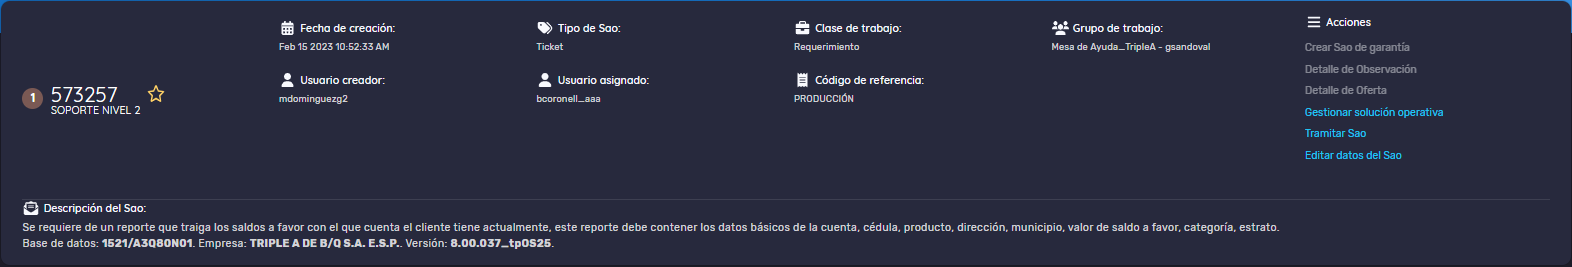 1
573257
SOPORTE NIVEL 2
Fecha de creación:
Feb 15 2023 10:52:33 AM
Tipo de Sao:
Ticket
Clase de trabajo:
Requerimiento
Grupo de trabajo:
Mesa de Ayuda_TripleA - gsandoval
Usuario creador:
mdominguezg2
Usuario asignado:
bcoronell_aaa
Código de referencia:
PRODUCCIÓN
Acciones
Crear Sao de garantía
Detalle de Observación
Detalle de Oferta
Gestionar solución operativa
Tramitar Sao
Editar datos del Sao
Descripción del Sao:
Se requiere de un reporte que traiga los saldos a favor con el que cuenta el cliente tiene actualmente, este reporte debe contener los datos básicos de la cuenta, cédula, producto, dirección, municipio, valor de saldo a favor, categoría, estrato.
Base de datos: 1521/A3Q80N01. Empresa: TRIPLE A DE B/Q S.A. E.S.P.. Versión: 8.00.037_tpOS25.